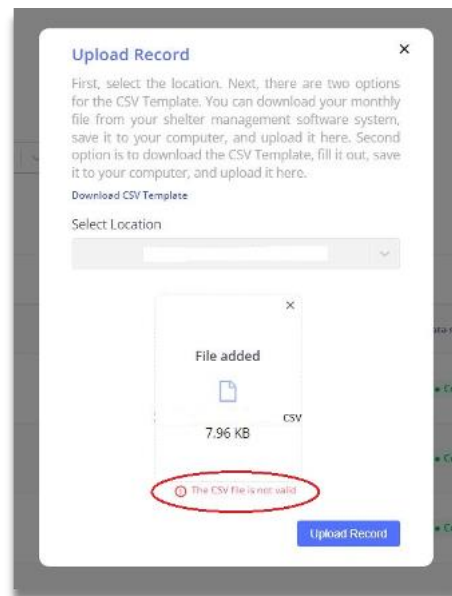 Upload Record
First, select the location. Next, there are two options
for the CSV Template. You can download your monthly
file from your shelter management software system,
save it to your computer, and upload it here. Second
option is to download the CSV Template, fill it out, save
it to your computer, and upload it here.
Download CSV Template
Select Location
File added
CSV
7.96 KB
The CSV file is not valid
Upload Record